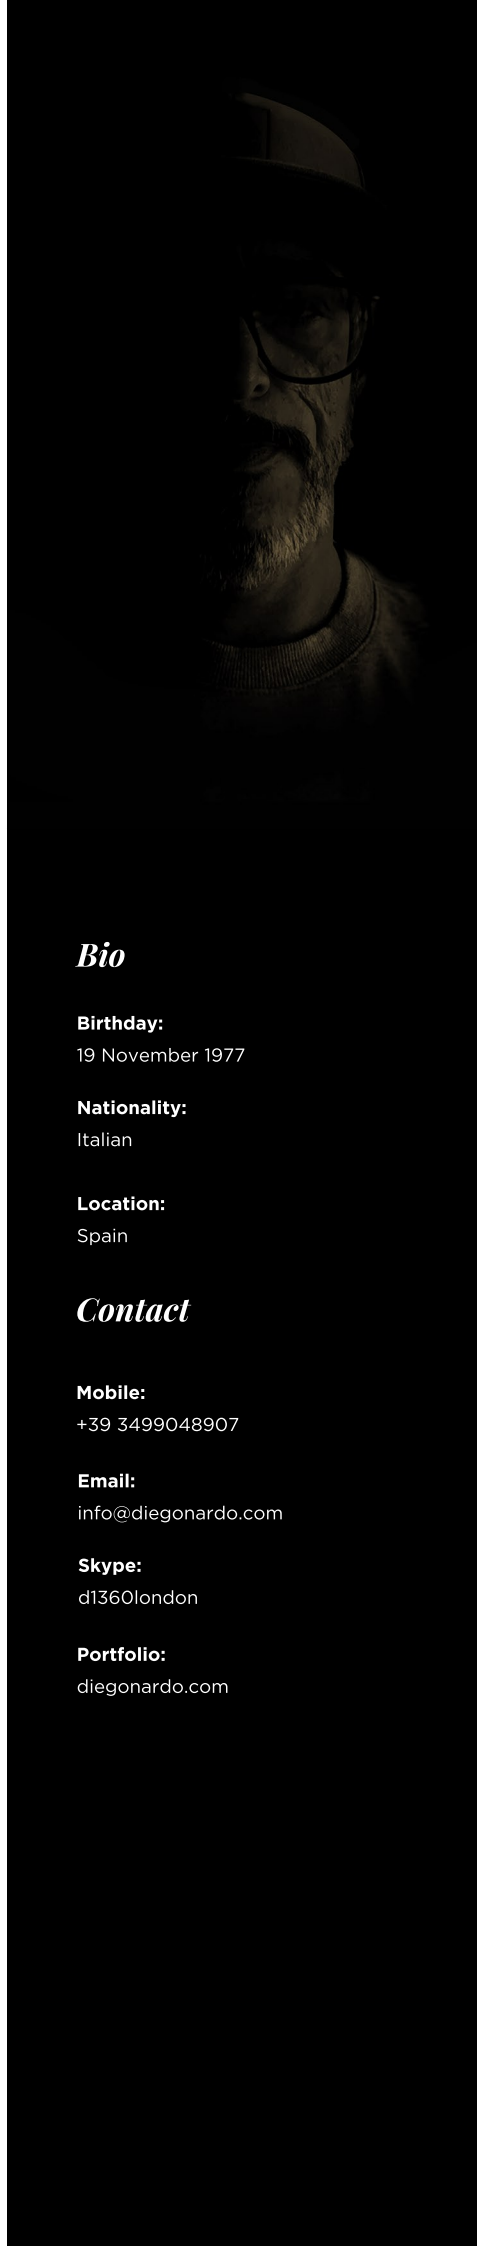 Bio
Birthday:
19 November 1977
Nationality:
Italian
Location:
Spain
Contact
Mobile:
+39 3499048907
Email:
info@diegonardo.com
Skype:
d1360london
Portfolio:
diegonardo.com